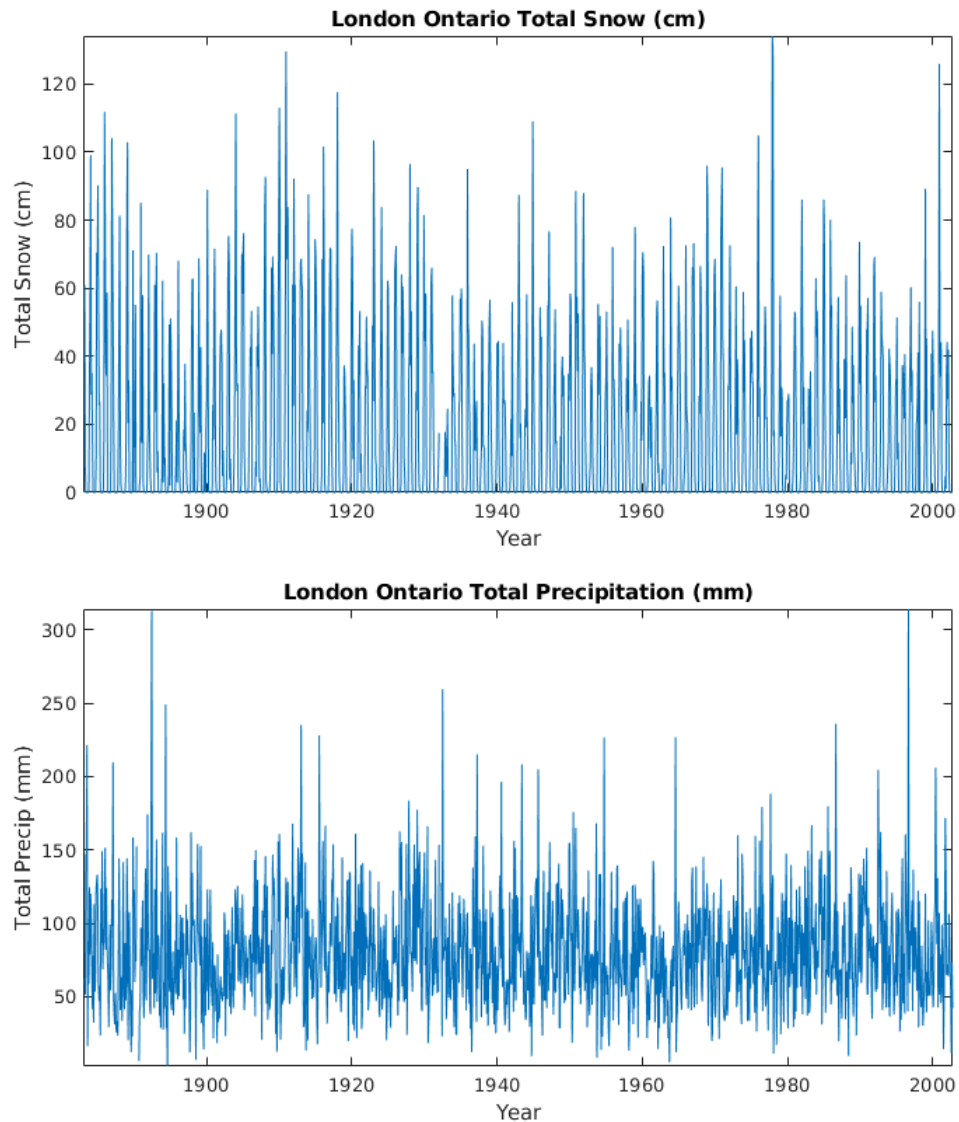 London Ontario Total Snow (cm)
120
100
80
60
40
20
0
Total Snow (cm)
1900 1920 1940 1960 1980 2000
Year
London Ontario Total Precipitation (mm)
300
250
200
150
100
50
Total Precip (mm)
1900 1920 1940 1960 1980 2000
Year